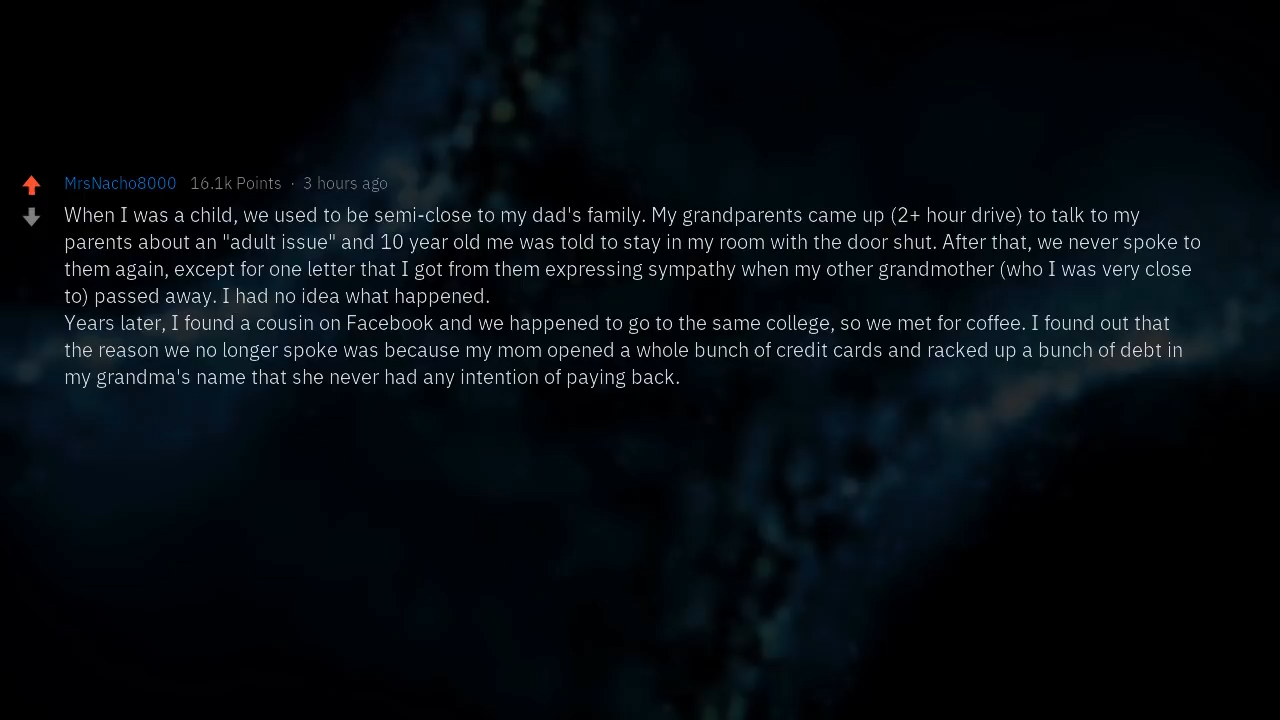 MrsNacho8000 16.1k Points · 3 hours ago
When I was a child, we used to be semi-close to my dad's family. My grandparents came up (2+ hour drive) to talk to my
parents about an "adult issue" and 10 year old me was told to stay in my room with the door shut. After that, we never spoke to
them again, except for one letter that I got from them expressing sympathy when my other grandmother (who I was very close
to) passed away. I had no idea what happened.
Years later, I found a cousin on Facebook and we happened to go to the same college, so we met for coffee. I found out that
the reason we no longer spoke was because my mom opened a whole bunch of credit cards and racked up a bunch of debt in
my grandma's name that she never had any intention of paying back.